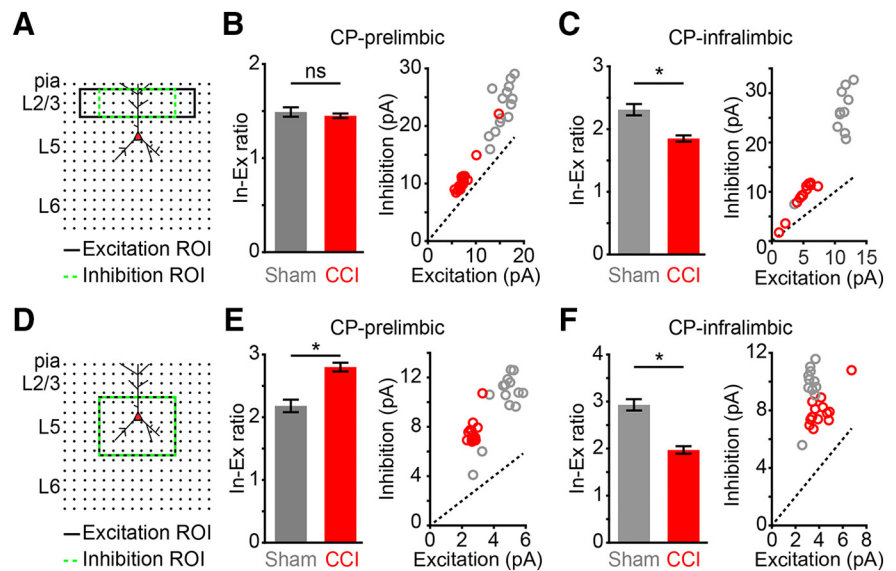 A
pia
L2/3
L5
L6
Excitation ROI
Inhibition ROI
B
CP-prelimbic
In-Ex ratio
2
1
0
ns
Sham CCI
Inhibition (pA)
30
20
10
0
0 10 20
Excitation (pA)
C
CP-infralimbic
In-Ex ratio
3
2
1
0
*
Sham CCI
Inhibition (pA)
30
20
10
0
0 5 10 15
Excitation (pA)
D
pia
L2/3
L5
L6
Excitation ROI
Inhibition ROI
E
CP-prelimbic
In-Ex ratio
3
2
1
0
*
Sham CCI
Inhibition (pA)
12
8
4
0
0 2 4 6
Excitation (pA)
F
CP-infralimbic
In-Ex ratio
4
3
2
1
0
*
Sham CCI
Inhibition (pA)
12
8
4
0
0 2 4 6 8
Excitation (pA)